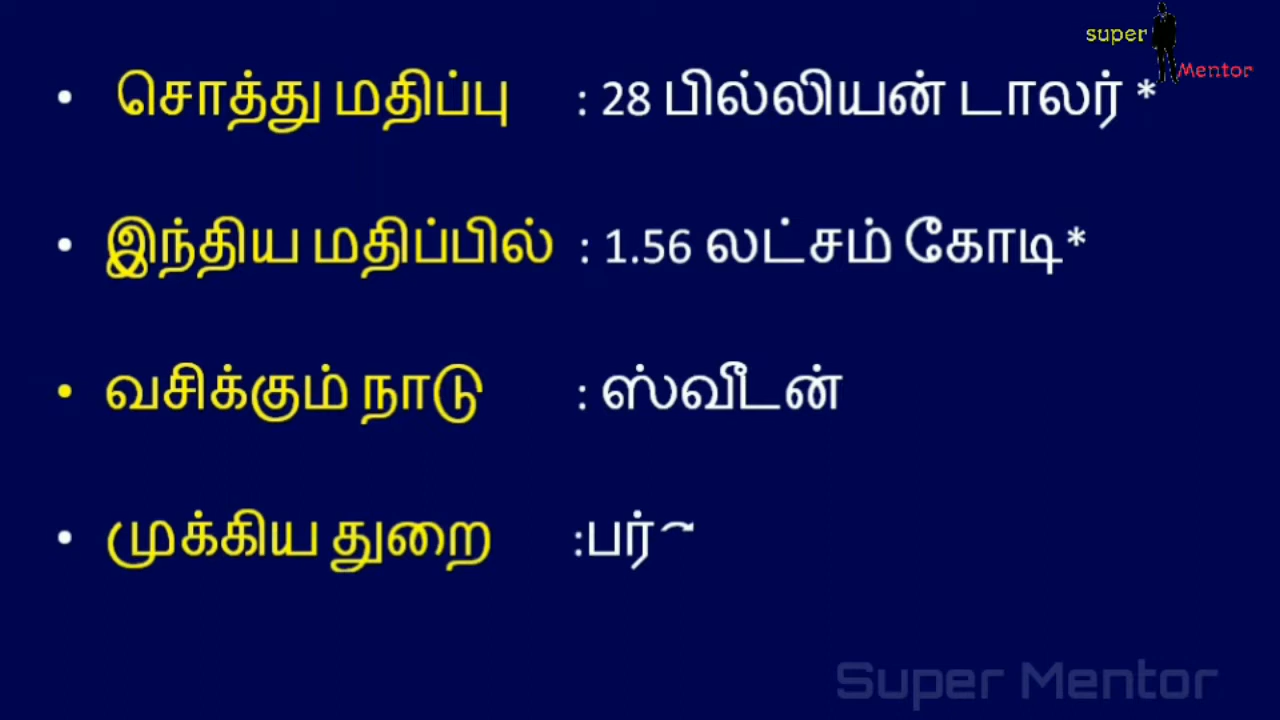 super
Mentor
• சொத்து மதிப்பு : 28 பில்லியன் டாலர் *
• இந்திய மதிப்பில் : 1.56 லட்சம் கோடி*
• வசிக்கும் நாடு : ஸ்வீடன்
• முக்கிய துறை :பர்
Super Mentor